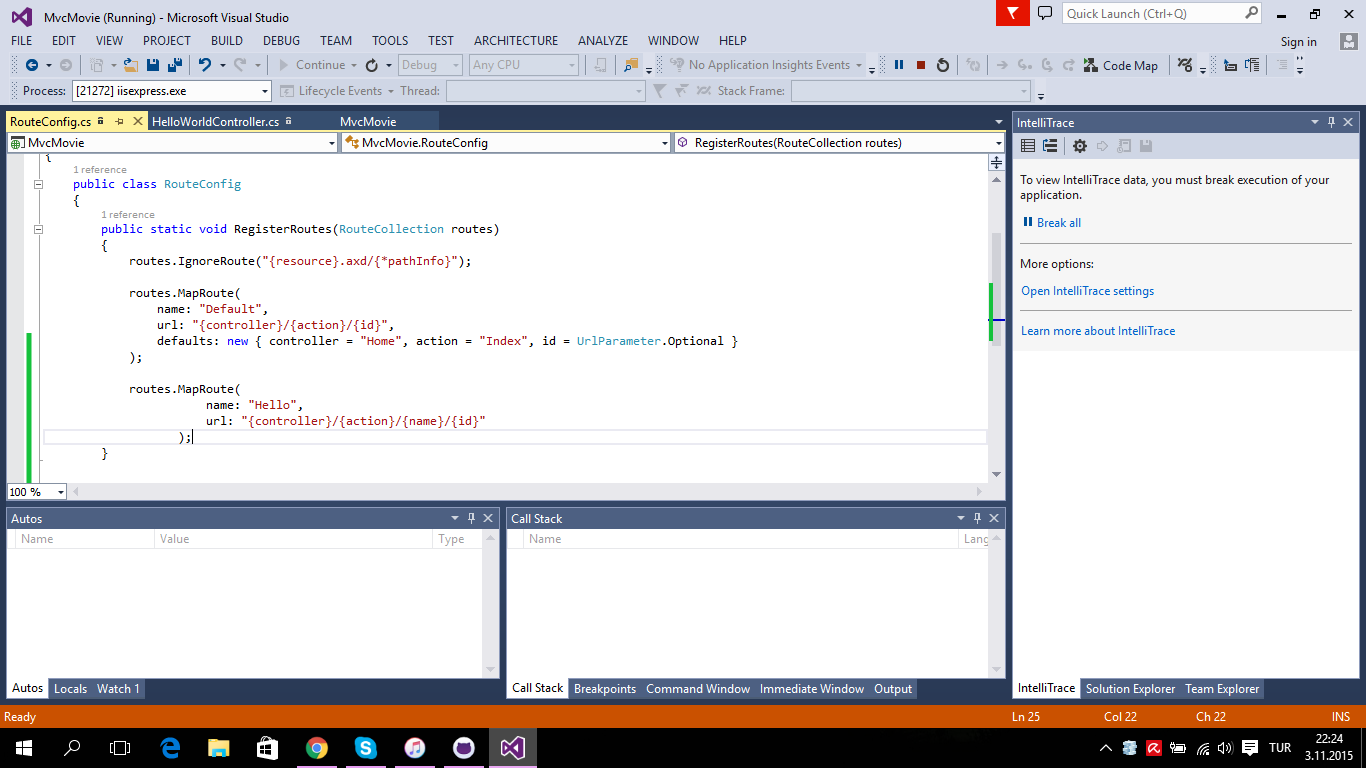 MvcMovie (Running) - Microsoft Visual Studio
Quick Launch (Ctrl+Q)
FILE EDIT VIEW PROJECT BUILD DEBUG TEAM TOOLS TEST ARCHITECTURE ANALYZE WINDOW HELP
Sign in
Continue Debug Any CPU No Application Insights Events Code Map
Process: [21272] iisexpress.exe Lifecycle Events Thread: Stack Frame:
RouteConfig.cs HelloWorldController.cs MvcMovie
MvcMovie MvcMovie.RouteConfig RegisterRoutes(RouteCollection routes)
{
1 reference
public class RouteConfig
{
1 reference
public static void RegisterRoutes(RouteCollection routes)
{
routes.IgnoreRoute("{resource}.axd/{*pathInfo}");
routes.MapRoute(
name: "Default",
url: "{controller}/{action}/{id}",
defaults: new { controller = "Home", action = "Index", id = UrlParameter.Optional }
);
routes.MapRoute(
name: "Hello",
url: "{controller}/{action}/{name}/{id}"
);
}
100 %
IntelliTrace
To view IntelliTrace data, you must break execution of your
application.
Break all
More options:
Open IntelliTrace settings
Learn more about IntelliTrace
Autos
Name Value Type
Call Stack
Name Lang
Autos Locals Watch 1
Call Stack Breakpoints Command Window Immediate Window Output
IntelliTrace Solution Explorer Team Explorer
Ready Ln 25 Col 22 Ch 22 INS
TUR
22:24
3.11.2015